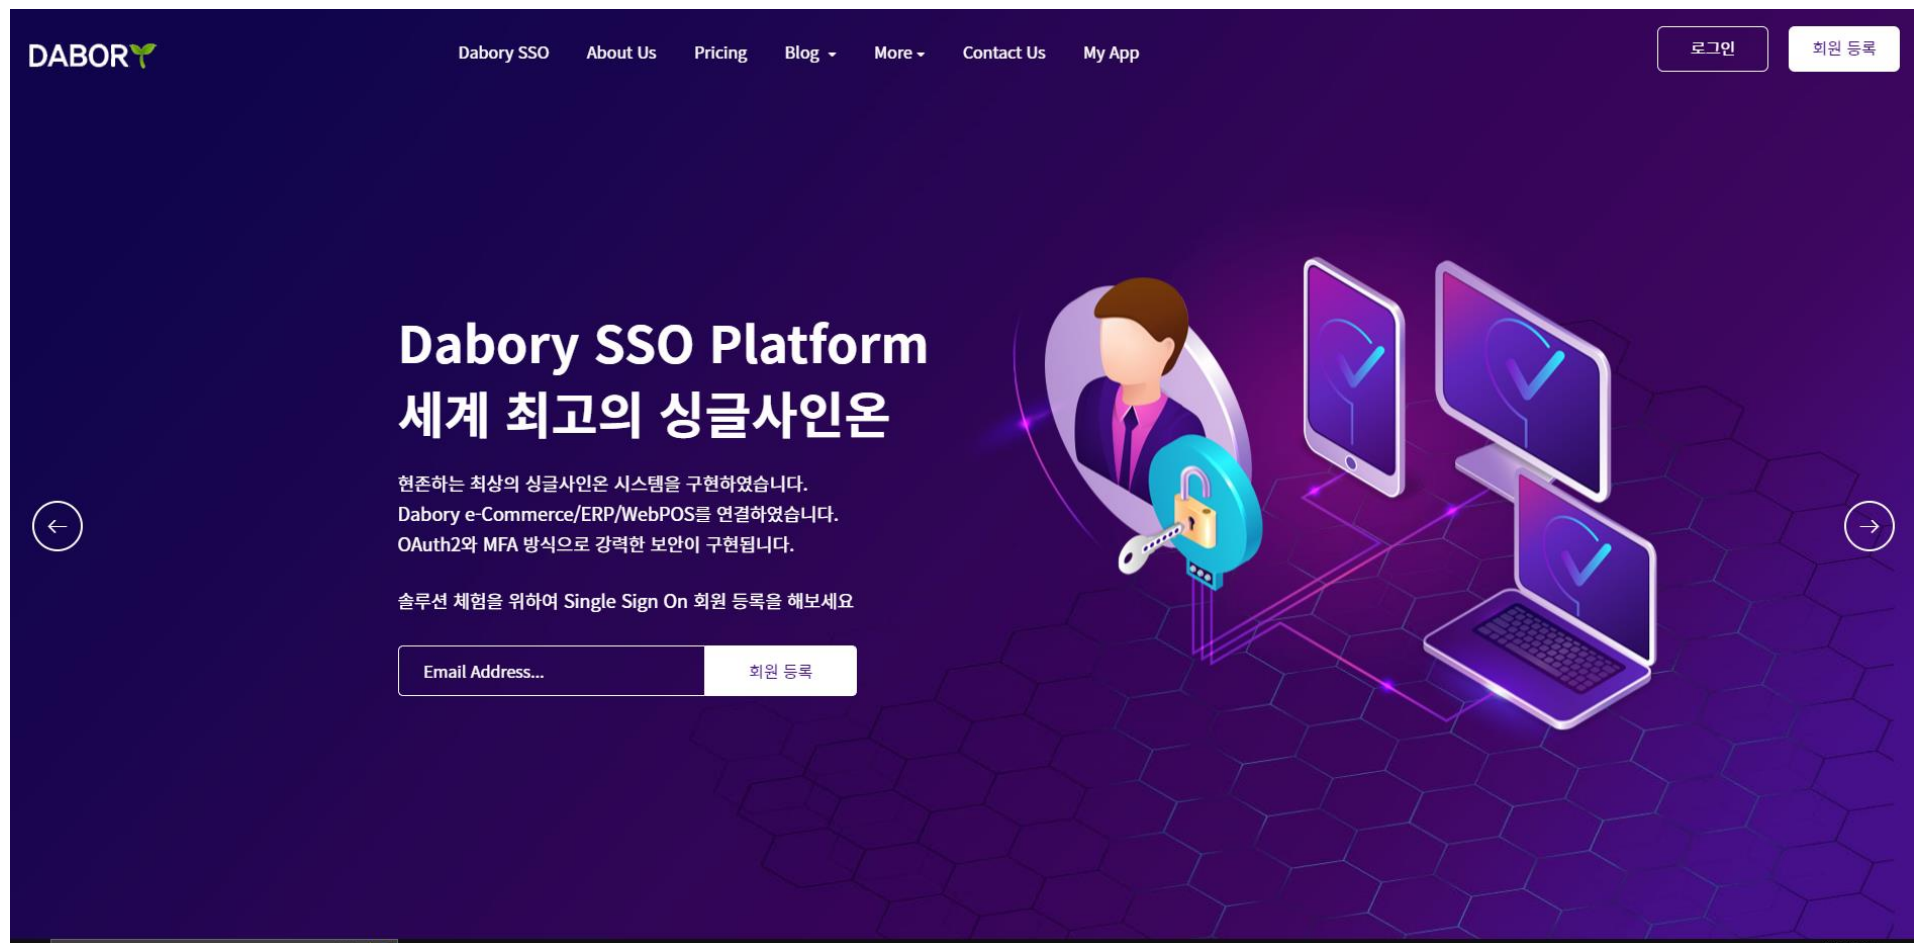 DABORY
Dabory SSO
About Us
Pricing
Blog
More
Contact Us
My App
로그인
회원 등록
Dabory SSO Platform
세계 최고의 싱글사인온
현존하는 최상의 싱글사인온 시스템을 구현하였습니다.
Dabory e-Commerce/ERP/WebPOS를 연결하였습니다.
OAuth2와 MFA 방식으로 강력한 보안이 구현됩니다.
솔루션 체험을 위하여 Single Sign On 회원 등록을 해보세요
Email Address...
회원 등록